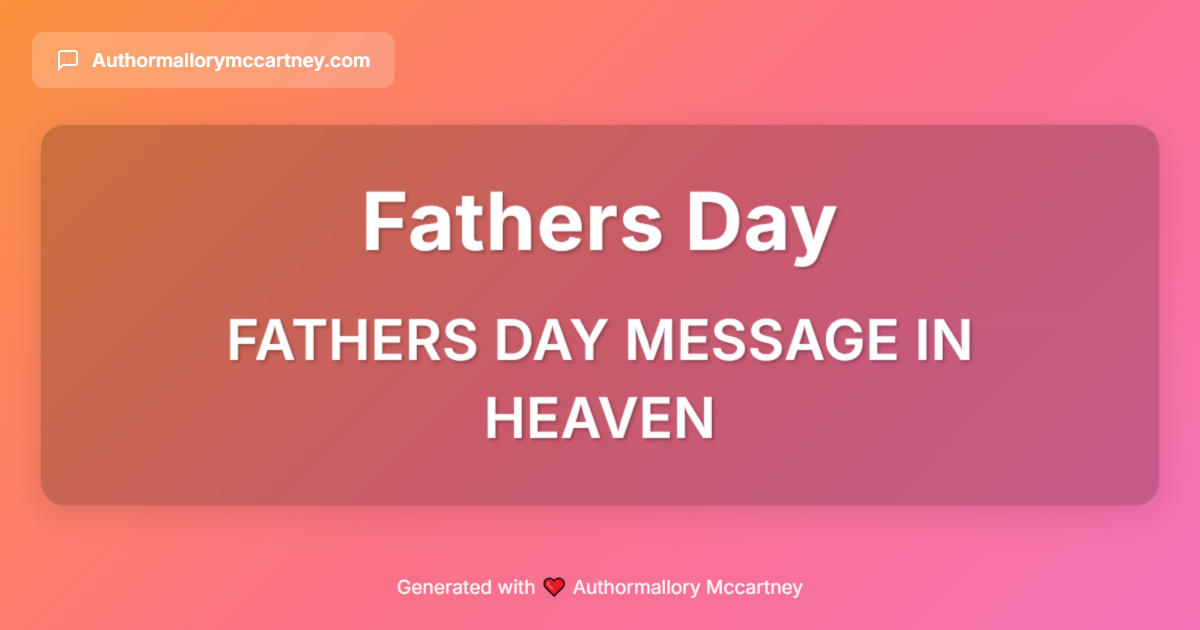 Authormallorymccartney.com
Fathers Day
FATHERS DAY MESSAGE IN
HEAVEN
Generated with ❤️ Authormallory Mccartney